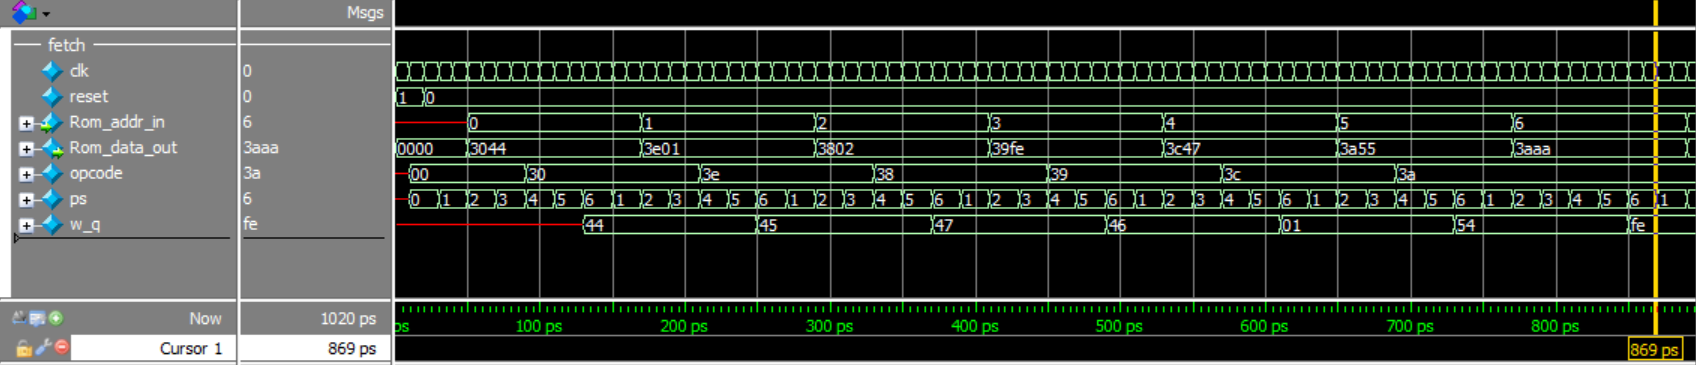 Msgs
fetch
clk 0 1 0
reset 0
Rom_addr_in 6 0 1 2 3 4 5 6
Rom_data_out 3aaa 0000 3044 3e01 3802 39fe 3c47 3a55 3aaa
opcode 3a 00 30 3e 38 39 3c 3a
ps 6 0 1 2 3 4 5 6 1 2 3 4 5 6 1 2 3 4 5 6 1 2 3 4 5 6 1 2 3 4 5 6 1 2 3 4 5 6 1 2 3 4 5 6 1
w_q fe 44 45 47 46 01 54 fe
Now 1020 ps ps 100 ps 200 ps 300 ps 400 ps 500 ps 600 ps 700 ps 800 ps
Cursor 1 869 ps 869 ps